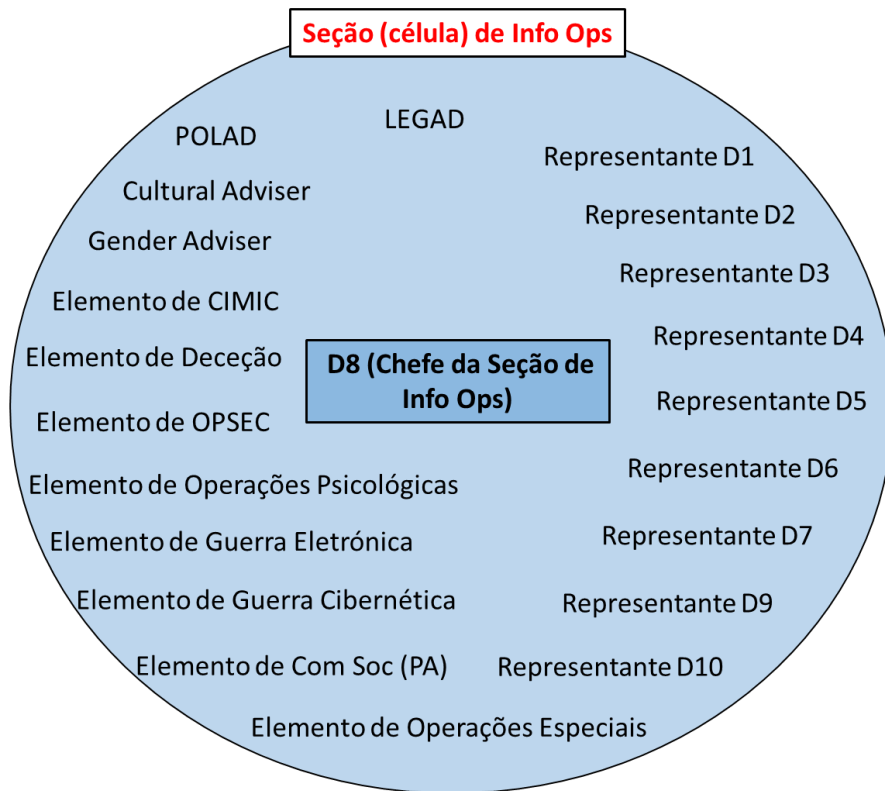 Seção (célula) de Info Ops
LEGAD
POLAD
Cultural Adviser
Gender Adviser
Elemento de CIMIC
Elemento de Deceção
Elemento de OPSEC
Elemento de Operações Psicológicas
Elemento de Guerra Eletrónica
Elemento de Guerra Cibernética
Elemento de Com Soc (PA)
Elemento de Operações Especiais
D8 (Chefe da Seção de
Info Ops)
Representante D1
Representante D2
Representante D3
Representante D4
Representante D5
Representante D6
Representante D7
Representante D9
Representante D10